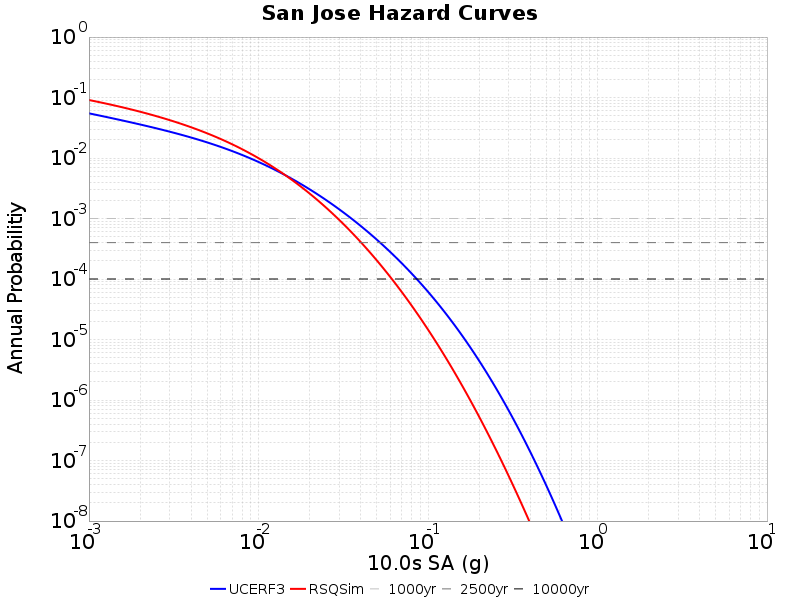 San Jose Hazard Curves
10^0
10^-1
10^-2
10^-3
10^-4
10^-5
10^-6
10^-7
10^-8
Annual Probabilitiy
10^-3 10^-2 10^-1 10^0 10^1
10.0s SA (g)
UCERF3 RSQSim 1000yr 2500yr 10000yr